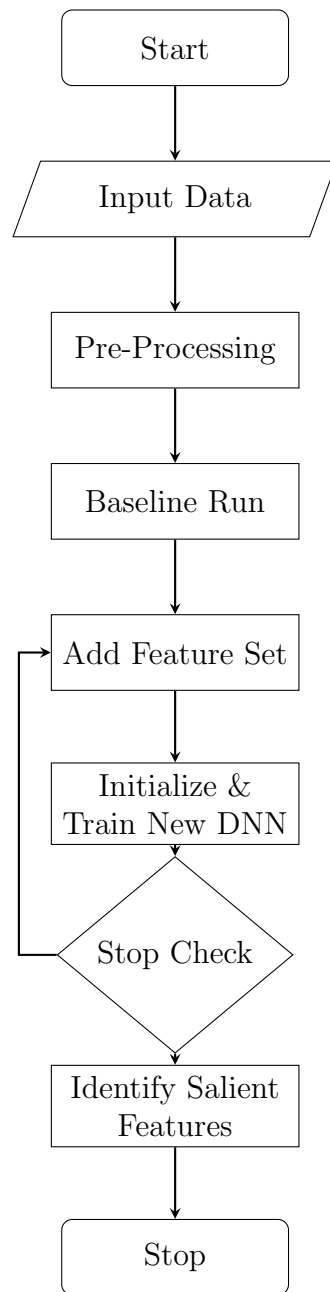 Start
Input Data
Pre-Processing
Baseline Run
Add Feature Set
Initialize &
Train New DNN
Stop Check
Identify Salient
Features
Stop